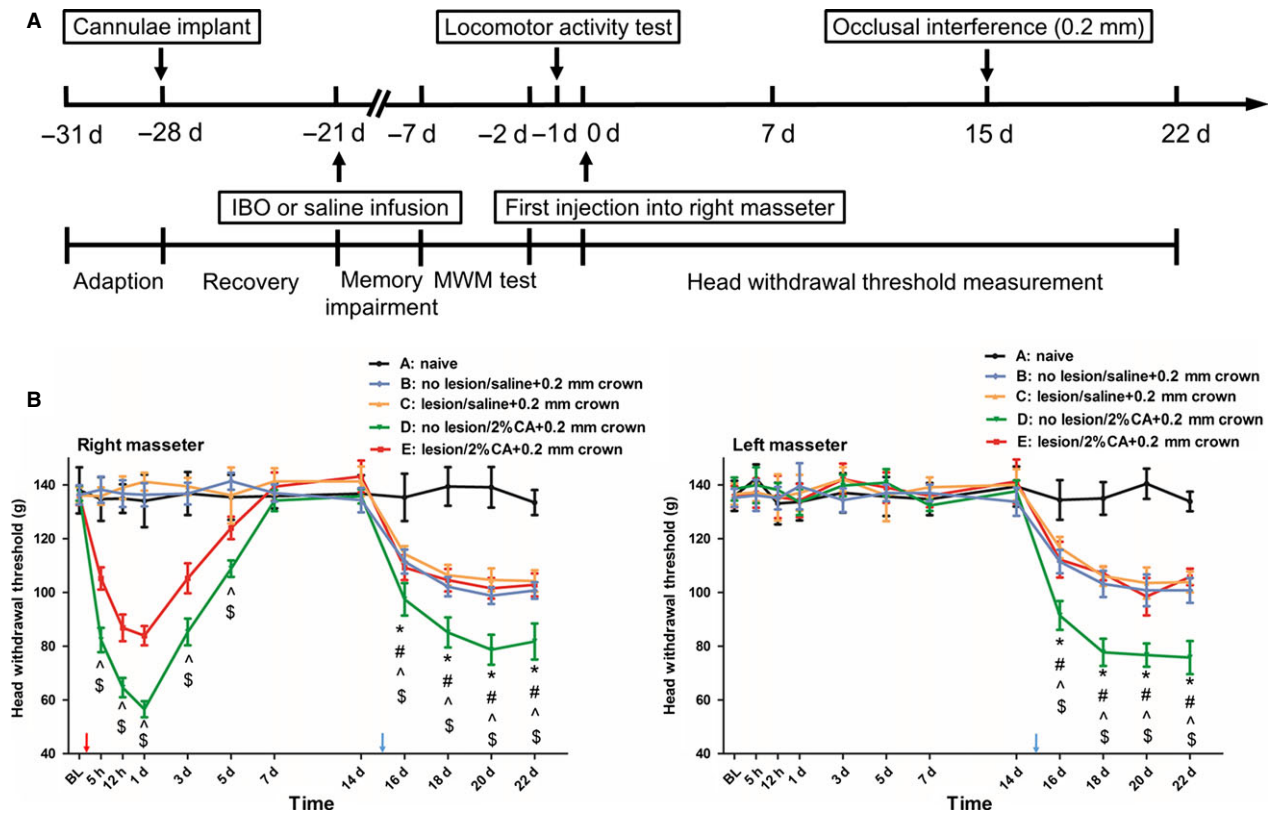 A
Cannulae implant
Locomotor activity test
Occlusal interference (0.2 mm)
−31 d
−28 d
−21 d
−7 d
−2 d
−1 d
0 d
7 d
15 d
22 d
IBO or saline infusion
First injection into right masseter
Adaption
Recovery
Memory
impairment
MWM test
Head withdrawal threshold measurement
B
A: naive
B: no lesion/saline+0.2 mm crown
C: lesion/saline+0.2 mm crown
D: no lesion/2%CA+0.2 mm crown
E: lesion/2%CA+0.2 mm crown
Right masseter
Head withdrawal threshold (g)
140
120
100
80
60
40
^
$
^
$
^
$
^
$
^
$
*
#
^
$
*
#
^
$
*
#
^
$
*
#
^
$
BL
5 h
12 h
1 d
3 d
5 d
7 d
14 d
16 d
18 d
20 d
22 d
Time
A: naive
B: no lesion/saline+0.2 mm crown
C: lesion/saline+0.2 mm crown
D: no lesion/2%CA+0.2 mm crown
E: lesion/2%CA+0.2 mm crown
Left masseter
Head withdrawal threshold (g)
140
120
100
80
60
40
*
#
^
$
*
#
^
$
*
#
^
$
*
#
^
$
BL
5 h
12 h
1 d
3 d
5 d
7 d
14 d
16 d
18 d
20 d
22 d
Time